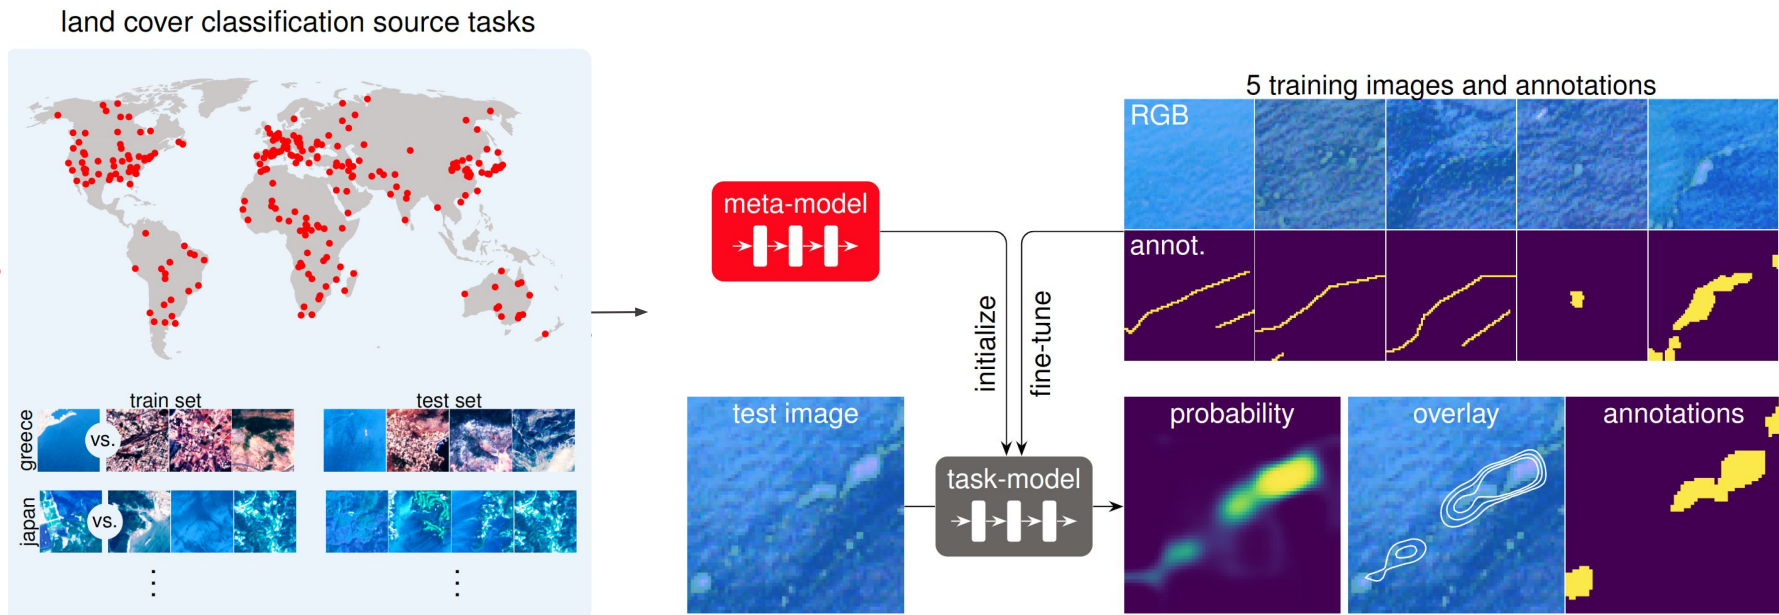 land cover classification source tasks
train set
test set
greece
vs.
japan
vs.
meta-model
initialize
fine-tune
5 training images and annotations
RGB
annot.
test image
task-model
probability
overlay
annotations